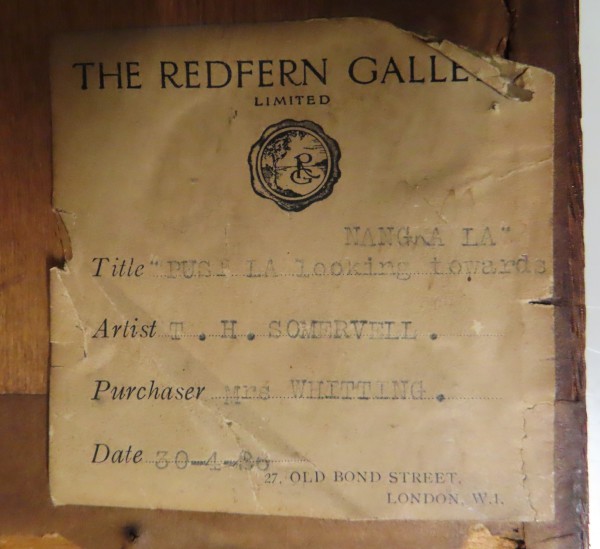 THE REDFERN GALLE
LIMITED
RG
NANGKA LA"
Title "PUSI LA looking towards
Artist T. H. SOMERVELL.
Purchaser Mrs WHITTING.
Date 30-4-
27, OLD BOND STREET,
LONDON, W.1.